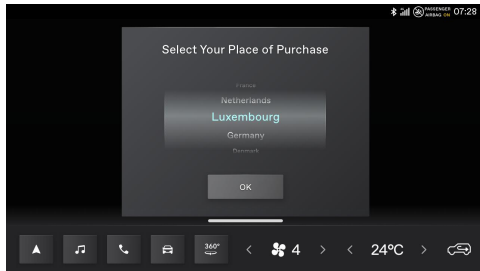 PASSENGER
AIRBAG ON
07:28
Select Your Place of Purchase
France
Netherlands
Luxembourg
Germany
Denmark
OK
360°
4
24°C